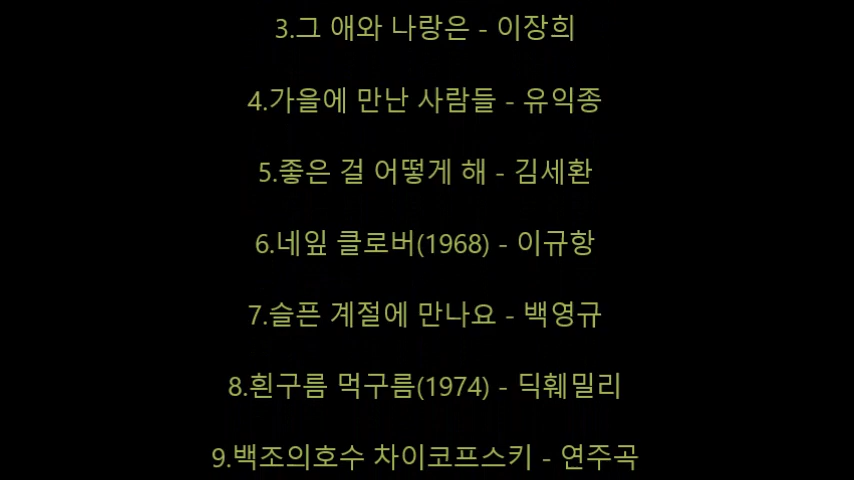 3.그 애와 나랑은 - 이장희
4.가을에 만난 사람들 - 유익종
5.좋은 걸 어떻게 해 - 김세환
6.네잎 클로버(1968) - 이규항
7.슬픈 계절에 만나요 - 백영규
8.흰구름 먹구름(1974) - 딕훼밀리
9.백조의호수 차이코프스키 - 연주곡